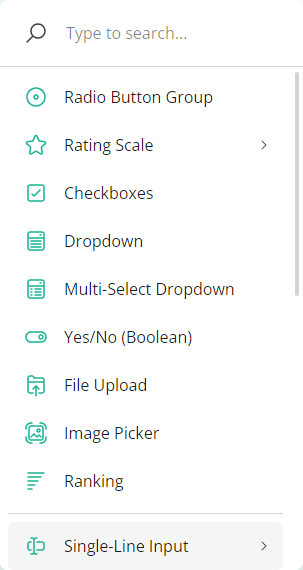 Type to search...
Radio Button Group
Rating Scale
Checkboxes
Dropdown
Multi-Select Dropdown
Yes/No (Boolean)
File Upload
Image Picker
Ranking
Single-Line Input